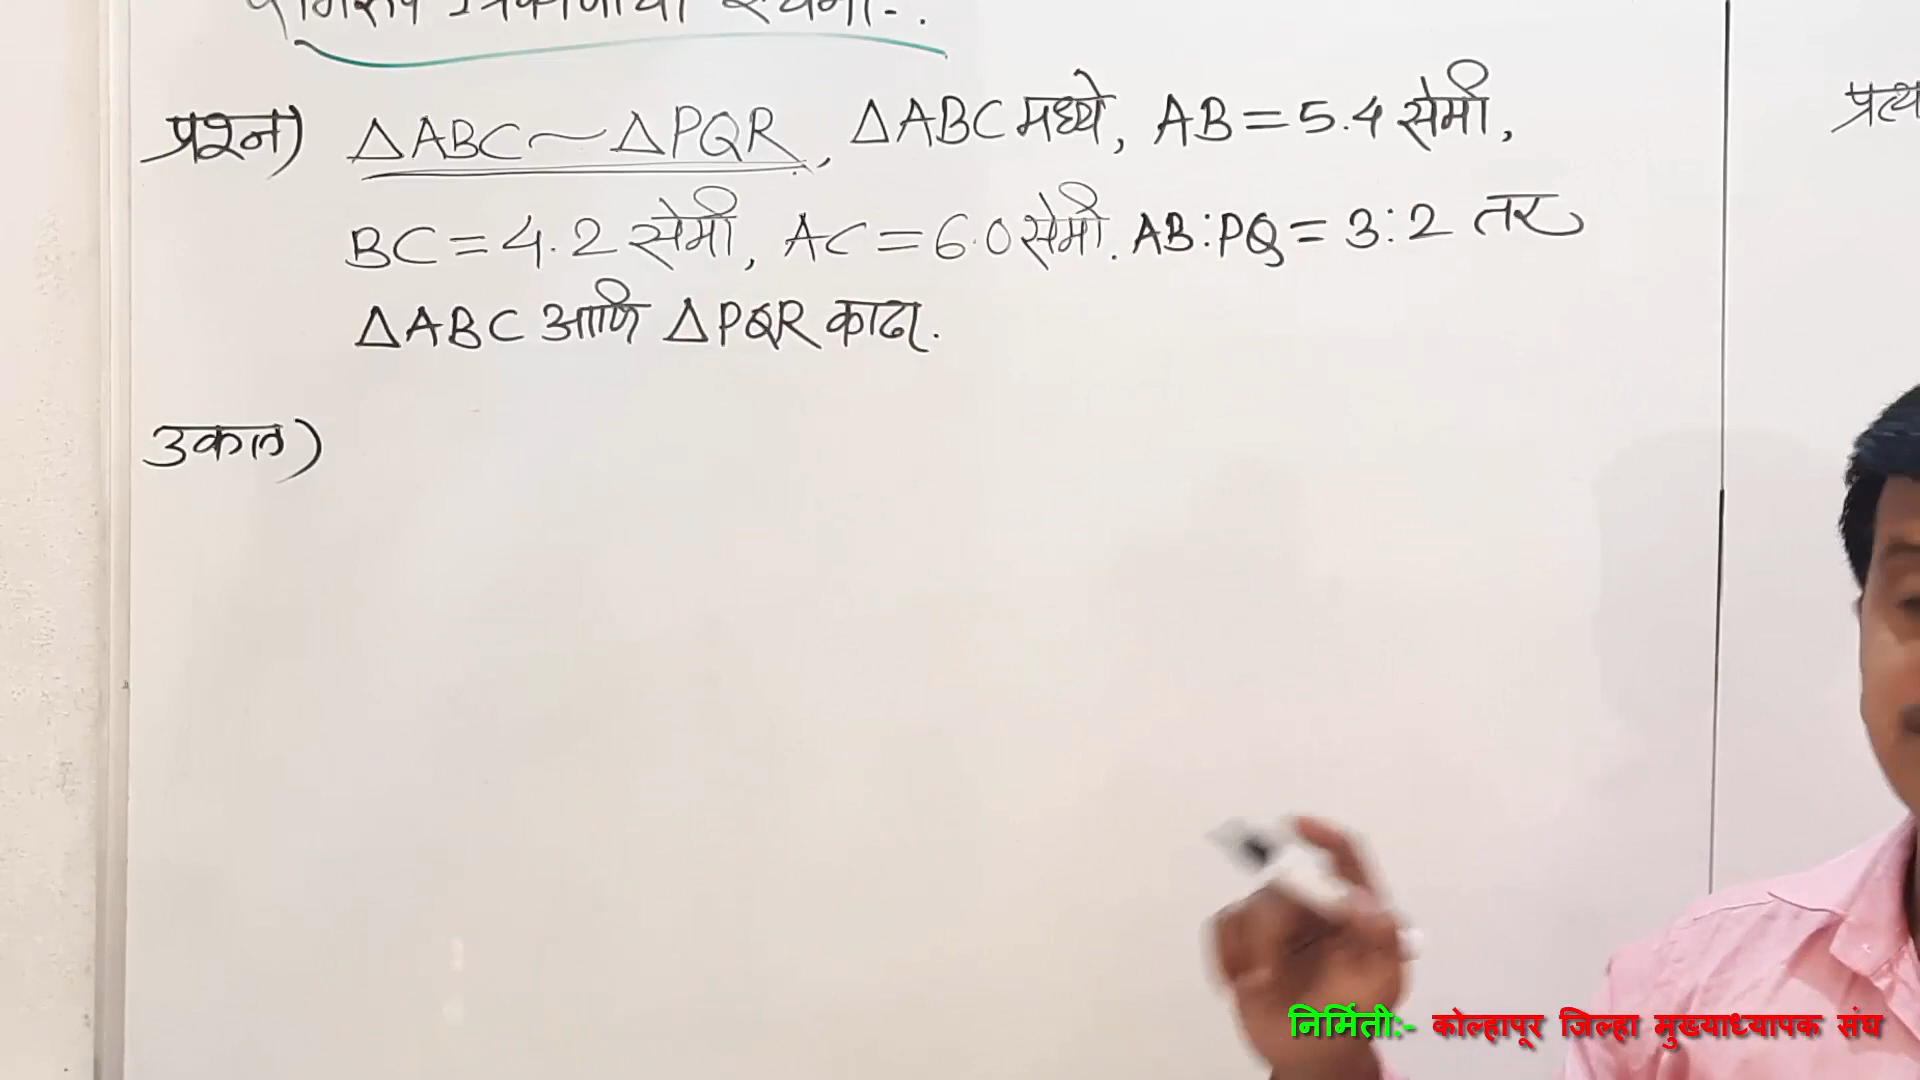 प्रश्न) △ABC ~ △PQR, △ABC मध्ये, AB = 5.4 सेमी,
BC = 4.2 सेमी, AC = 6.0 सेमी. AB:PQ = 3:2 तर
△ABC आणि △PQR काढा.
उकल)
निर्मिती:- कोल्हापूर जिल्हा मुख्याध्यापक संघ